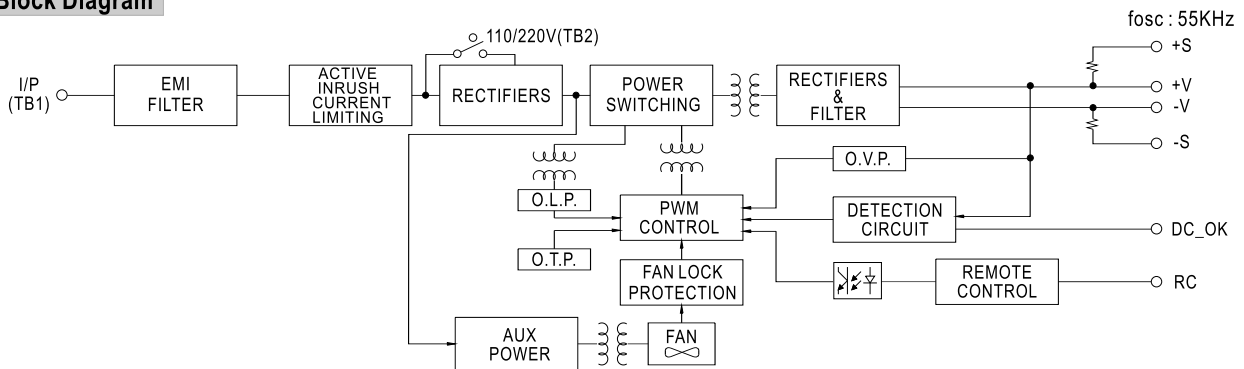 Block Diagram
fosc : 55KHz
I/P
(TB1)
EMI
FILTER
ACTIVE
INRUSH
CURRENT
LIMITING
110/220V(TB2)
RECTIFIERS
POWER
SWITCHING
RECTIFIERS
&
FILTER
+S
+V
-V
-S
O.V.P.
O.L.P.
PWM
CONTROL
DETECTION
CIRCUIT
DC_OK
O.T.P.
FAN LOCK
PROTECTION
REMOTE
CONTROL
RC
AUX
POWER
FAN